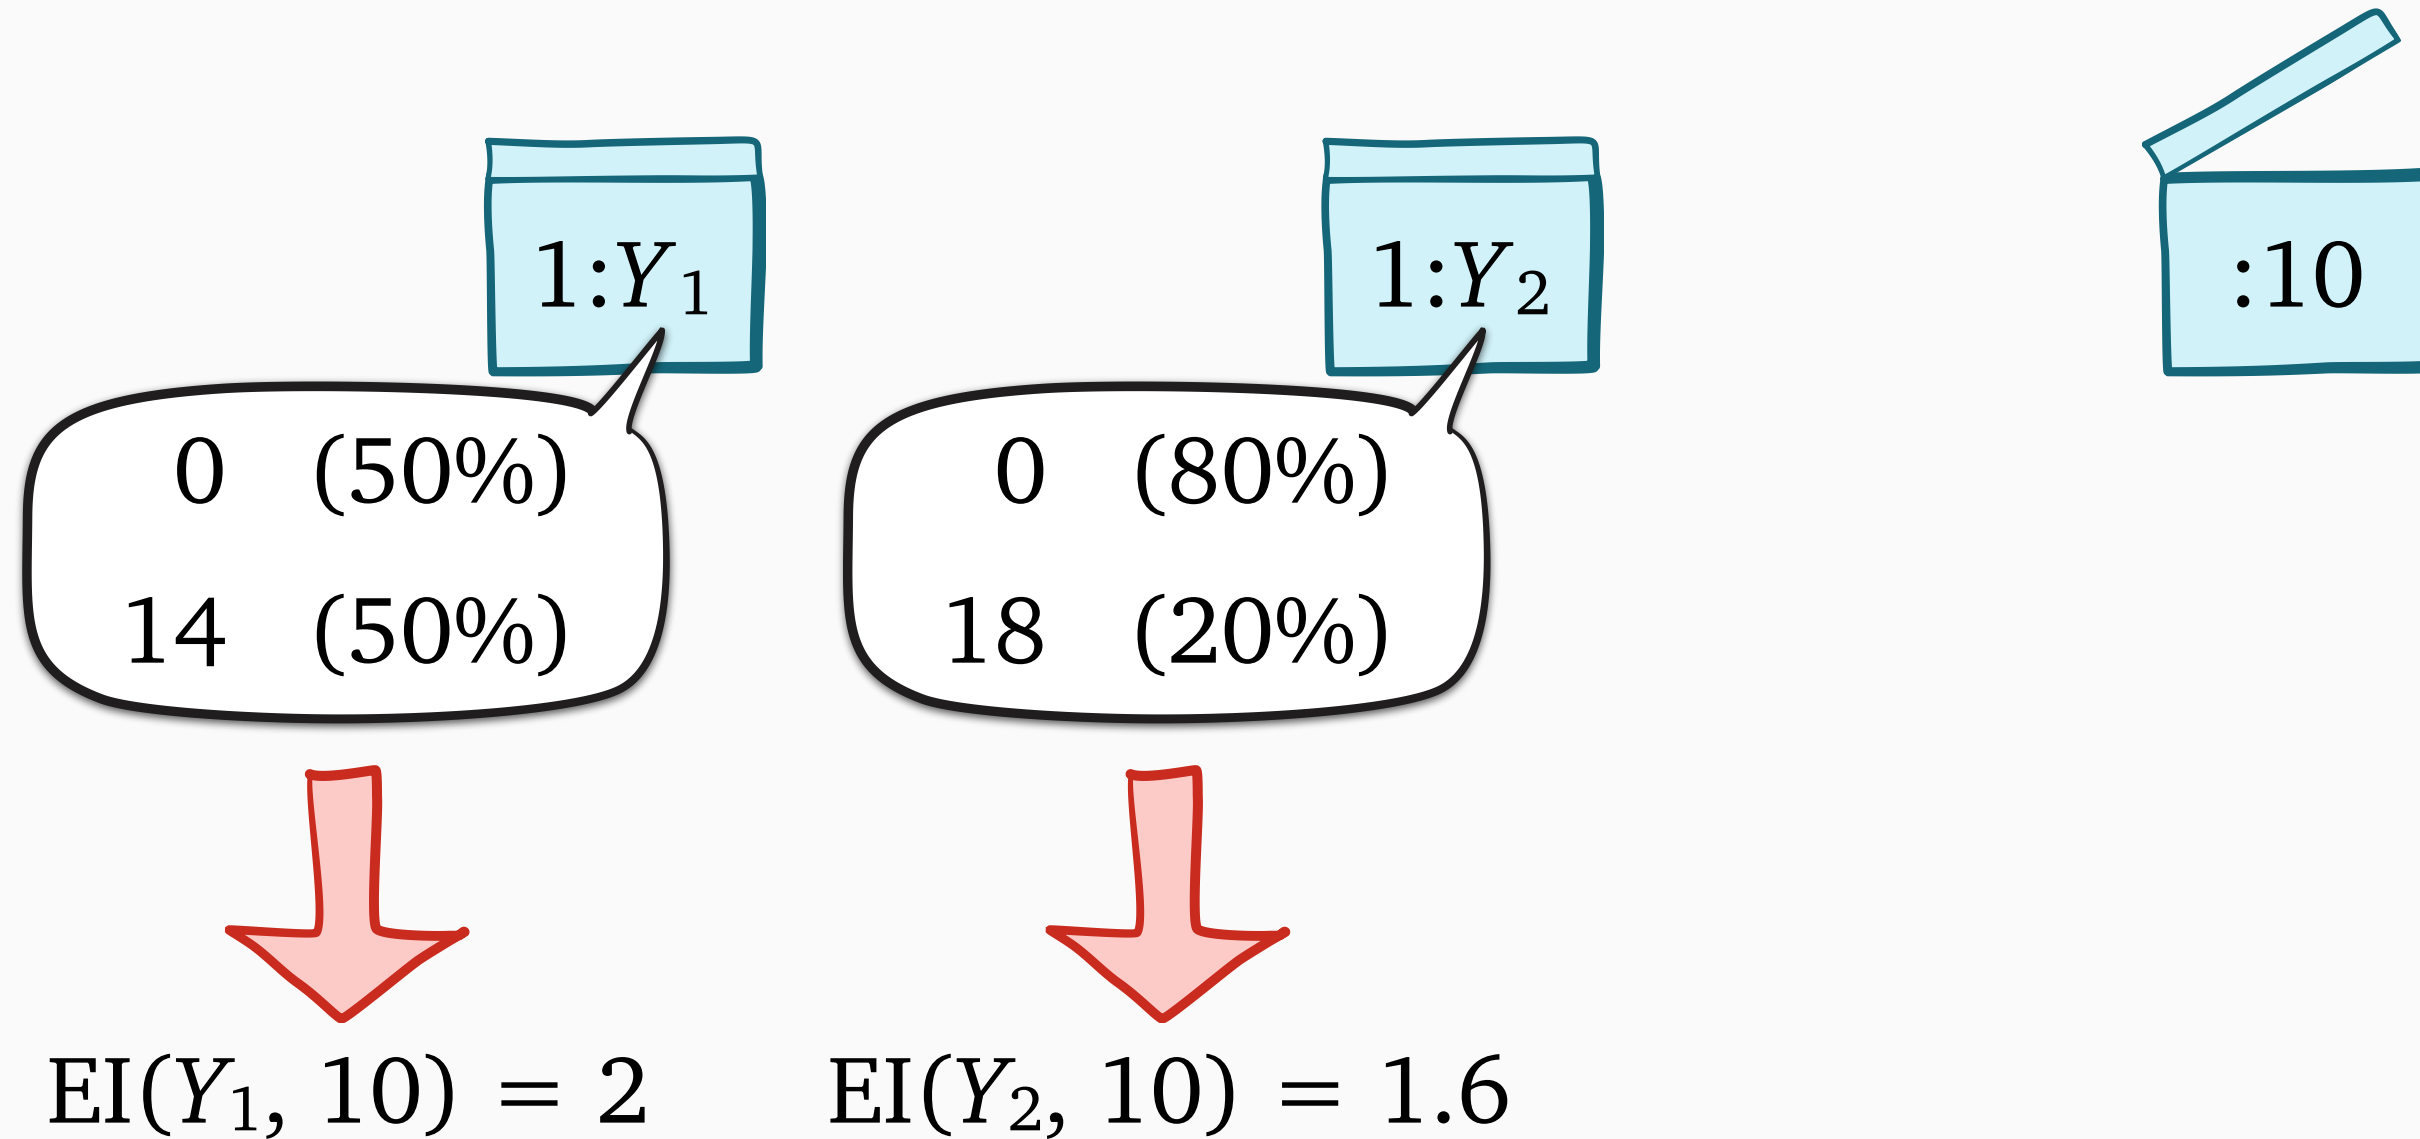 1:Y₁ 1:Y₂ :10
0 (50%) 0 (80%)
14 (50%) 18 (20%)
EI(Y₁, 10) = 2 EI(Y₂, 10) = 1.6